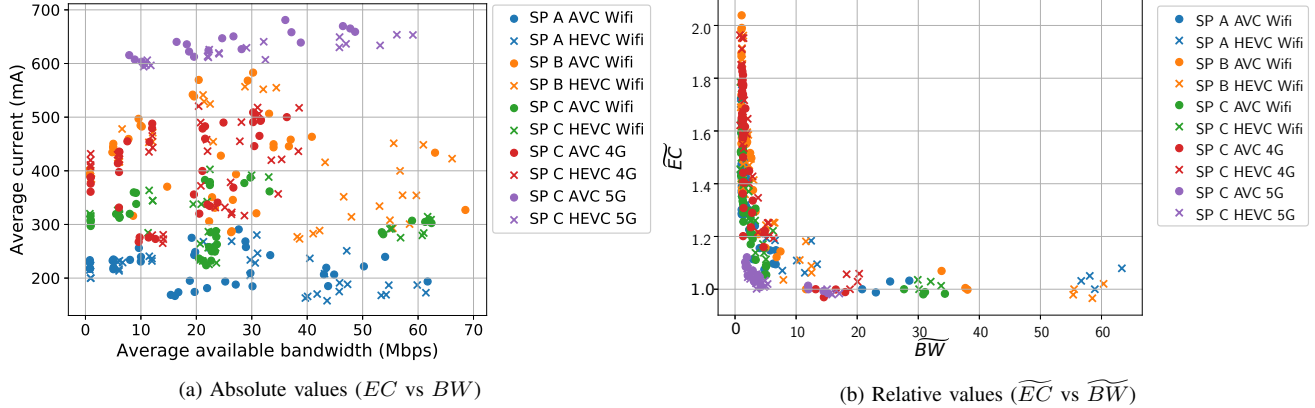 700
600
500
400
300
200
0
10
20
30
40
50
60
70
Average current (mA)
Average available bandwidth (Mbps)
SP A AVC Wifi
SP A HEVC Wifi
SP B AVC Wifi
SP B HEVC Wifi
SP C AVC Wifi
SP C HEVC Wifi
SP C AVC 4G
SP C HEVC 4G
SP C AVC 5G
SP C HEVC 5G
(a) Absolute values (EC vs BW)
2.0
1.8
1.6
1.4
1.2
1.0
0
10
20
30
40
50
60
E͠C
B͠W
SP A AVC Wifi
SP A HEVC Wifi
SP B AVC Wifi
SP B HEVC Wifi
SP C AVC Wifi
SP C HEVC Wifi
SP C AVC 4G
SP C HEVC 4G
SP C AVC 5G
SP C HEVC 5G
(b) Relative values (E͠C vs B͠W)